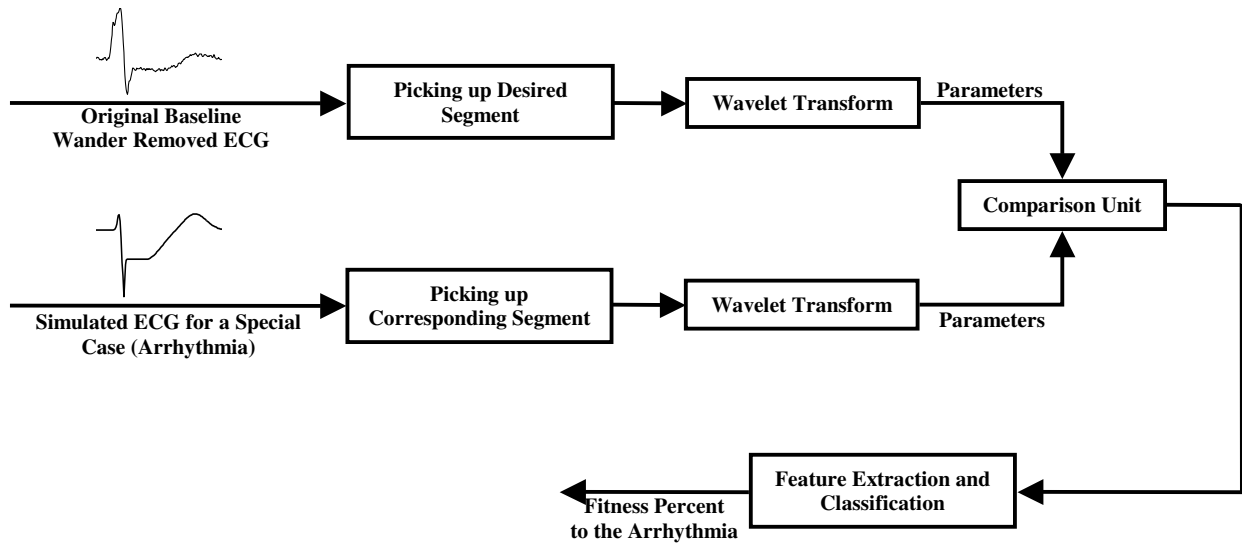 Original Baseline
Wander Removed ECG
Picking up Desired
Segment
Wavelet Transform
Parameters
Comparison Unit
Simulated ECG for a Special
Case (Arrhythmia)
Picking up
Corresponding Segment
Wavelet Transform
Parameters
Feature Extraction and
Classification
Fitness Percent
to the Arrhythmia